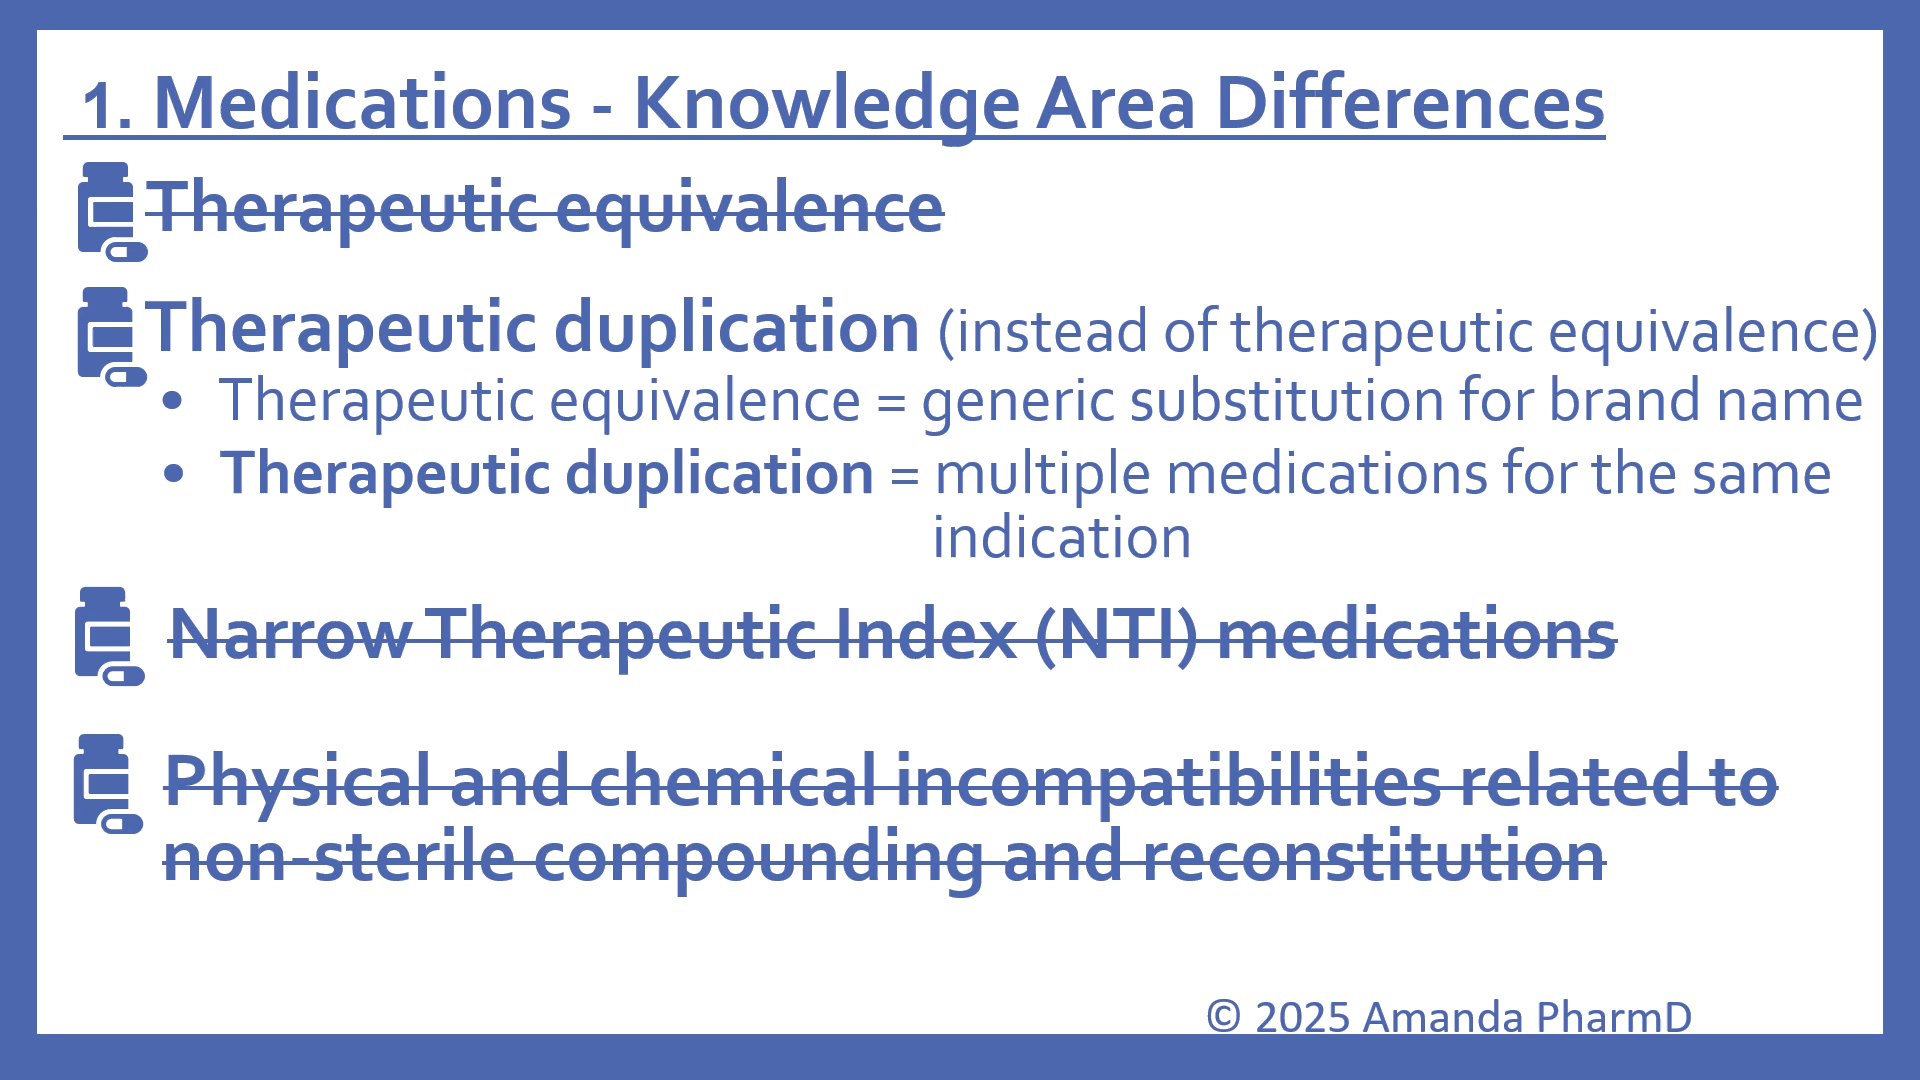 1. Medications - Knowledge Area Differences
Therapeutic equivalence
Therapeutic duplication (instead of therapeutic equivalence)
• Therapeutic equivalence = generic substitution for brand name
• Therapeutic duplication = multiple medications for the same
indication
Narrow Therapeutic Index (NTI) medications
Physical and chemical incompatibilities related to
non-sterile compounding and reconstitution
© 2025 Amanda PharmD